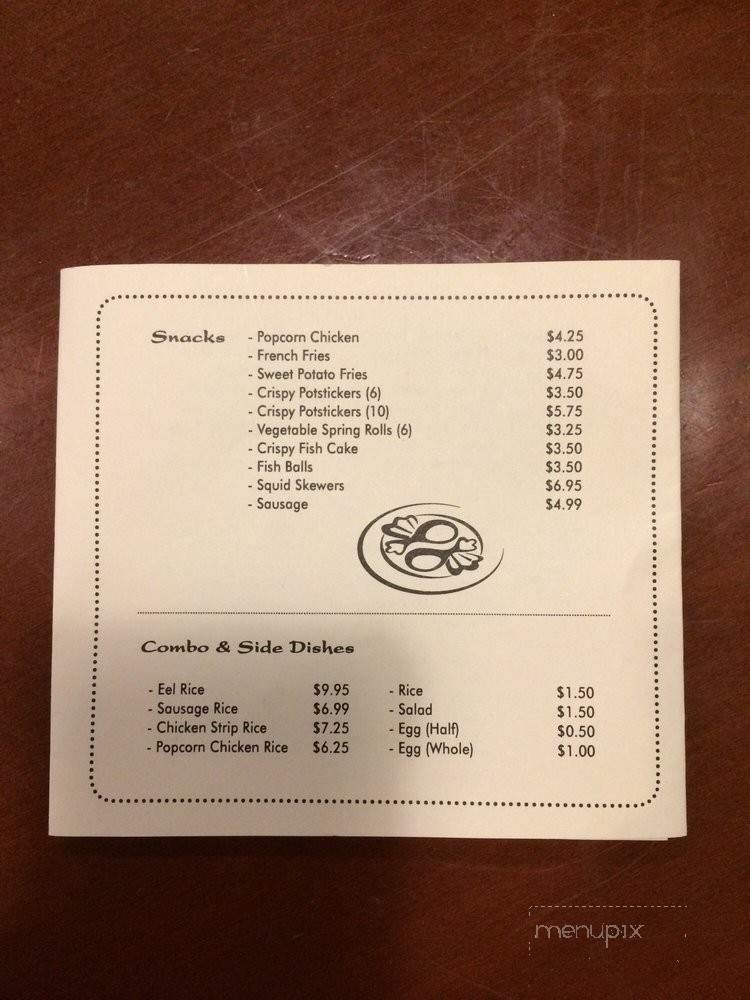 Snacks - Popcorn Chicken $4.25
- French Fries $3.00
- Sweet Potato Fries $4.75
- Crispy Potstickers (6) $3.50
- Crispy Potstickers (10) $5.75
- Vegetable Spring Rolls (6) $3.25
- Crispy Fish Cake $3.50
- Fish Balls $3.50
- Squid Skewers $6.95
- Sausage $4.99
Combo & Side Dishes
- Eel Rice $9.95
- Sausage Rice $6.99
- Chicken Strip Rice $7.25
- Popcorn Chicken Rice $6.25
- Rice $1.50
- Salad $1.50
- Egg (Half) $0.50
- Egg (Whole) $1.00
menupix